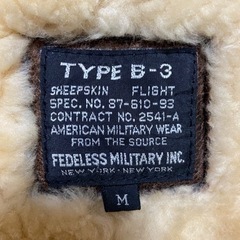 TYPE B-3
SHEEPSKIN FLIGHT
SPEC. NO. 87-610-93
CONTRACT NO. 2541-A
AMERICAN MILITARY WEAR
FROM THE SOURCE
FEDELESS MILITARY INC.
NEW YORK · NEW YORK
M